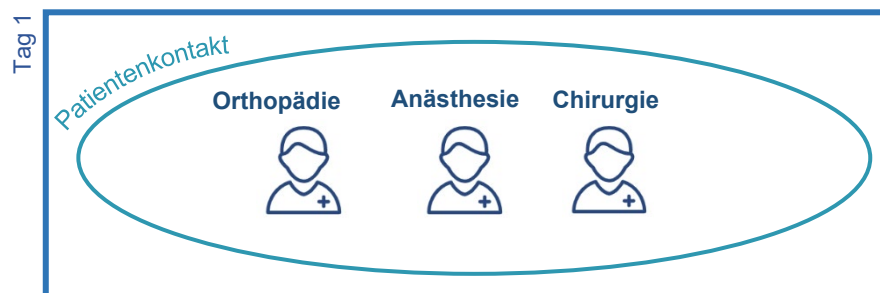 Tag 1
Patientenkontakt
Orthopädie
Anästhesie
Chirurgie